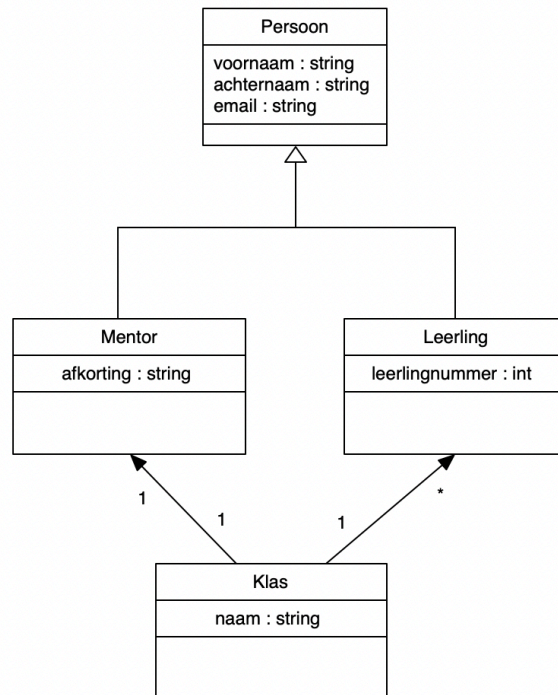 Persoon
voornaam : string
achternaam : string
email : string
Mentor
afkorting : string
Leerling
leerlingnummer : int
1
1
1
*
Klas
naam : string